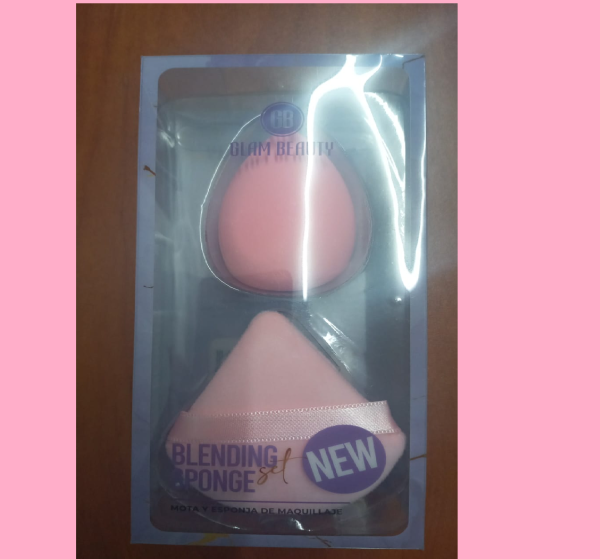 GB
GLAM BEAUTY
BLENDING
SPONGE set
NEW
MOTA Y ESPONJA DE MAQUILLAJE